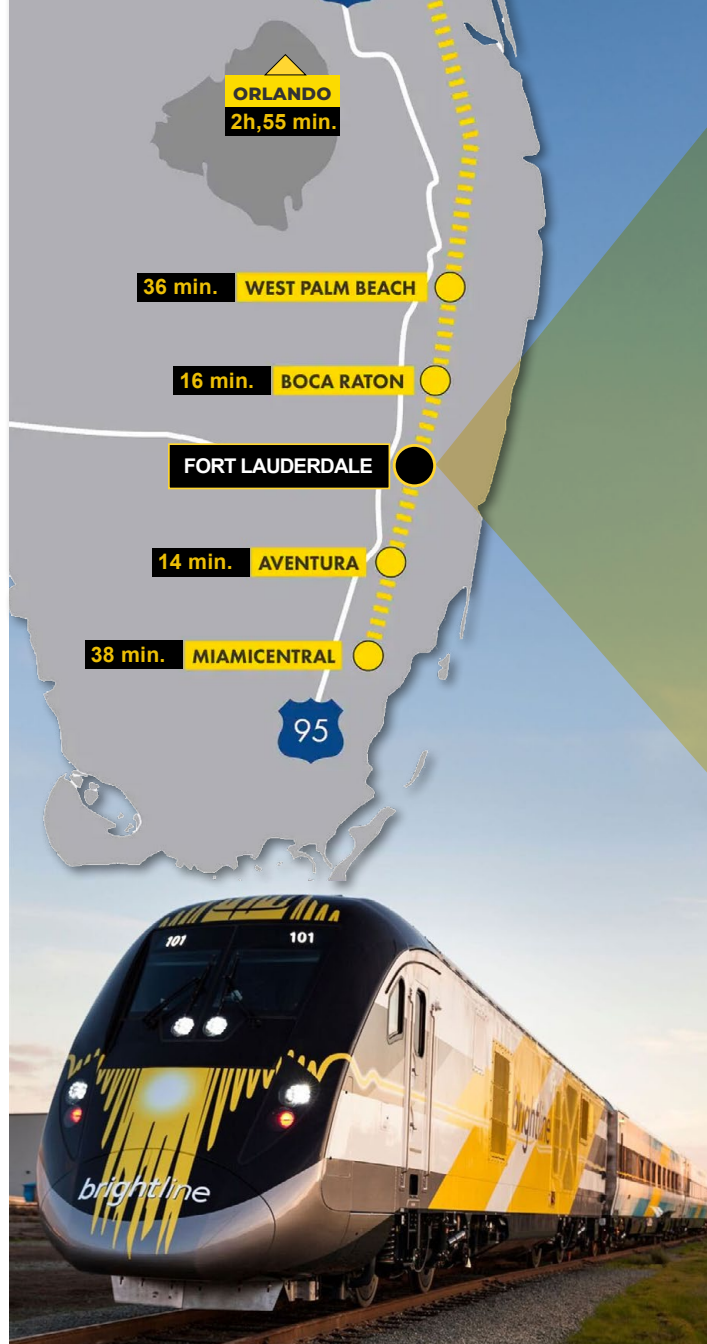 ORLANDO
2h,55 min.
36 min. WEST PALM BEACH
16 min. BOCA RATON
FORT LAUDERDALE
14 min. AVENTURA
38 min. MIAMICENTRAL
95
101 101
brightline
brightline